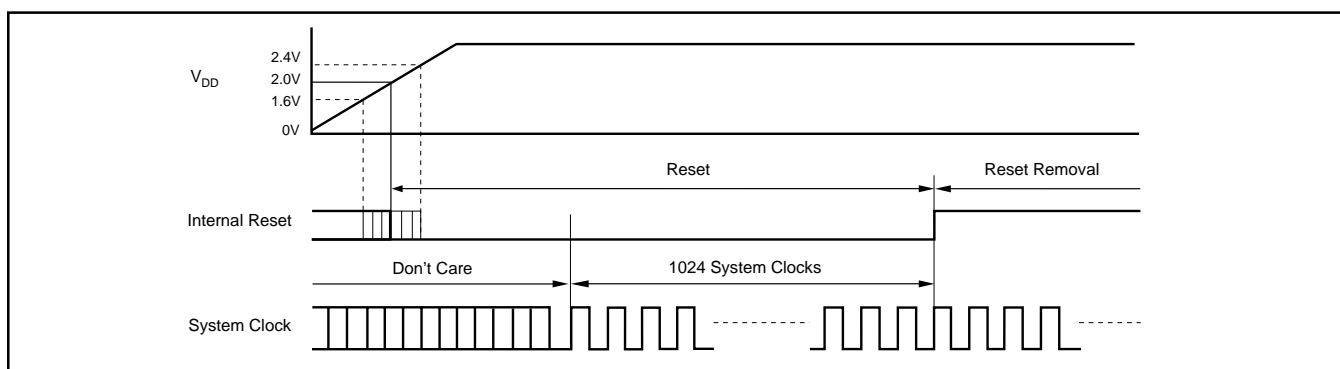 2.4V
V_DD
2.0V
1.6V
0V
Reset
Reset Removal
Internal Reset
Don't Care
1024 System Clocks
System Clock